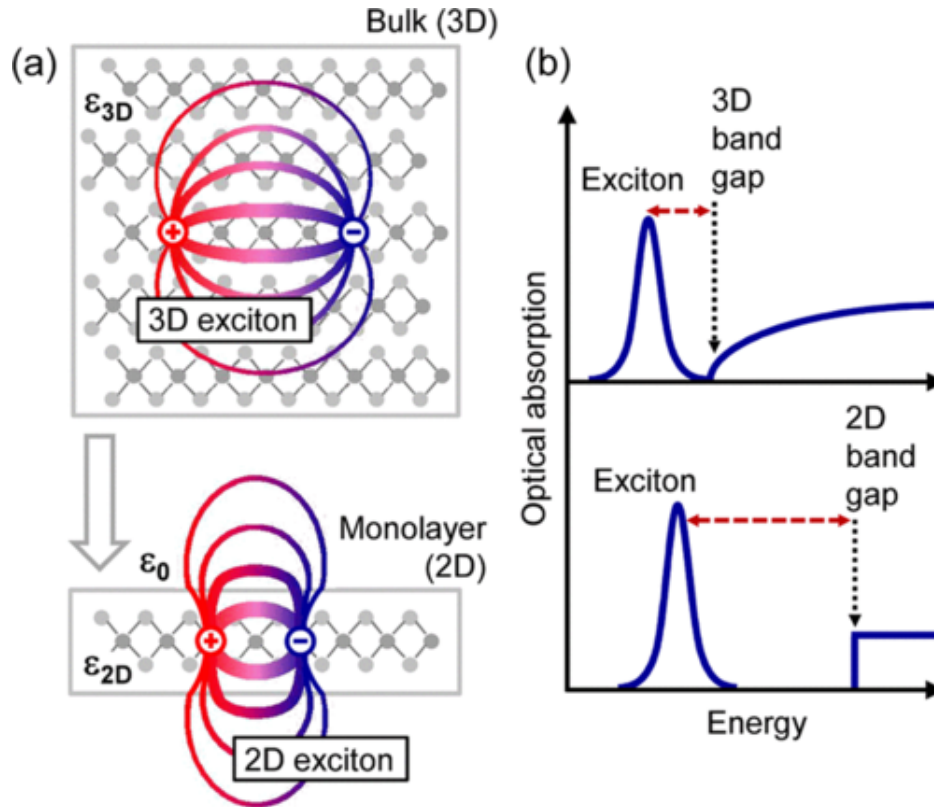 (a)
Bulk (3D)
ε3D
+
−
3D exciton
Monolayer
(2D)
ε0
ε2D
+
−
2D exciton
(b)
Optical absorption
Exciton
3D
band
gap
Exciton
2D
band
gap
Energy